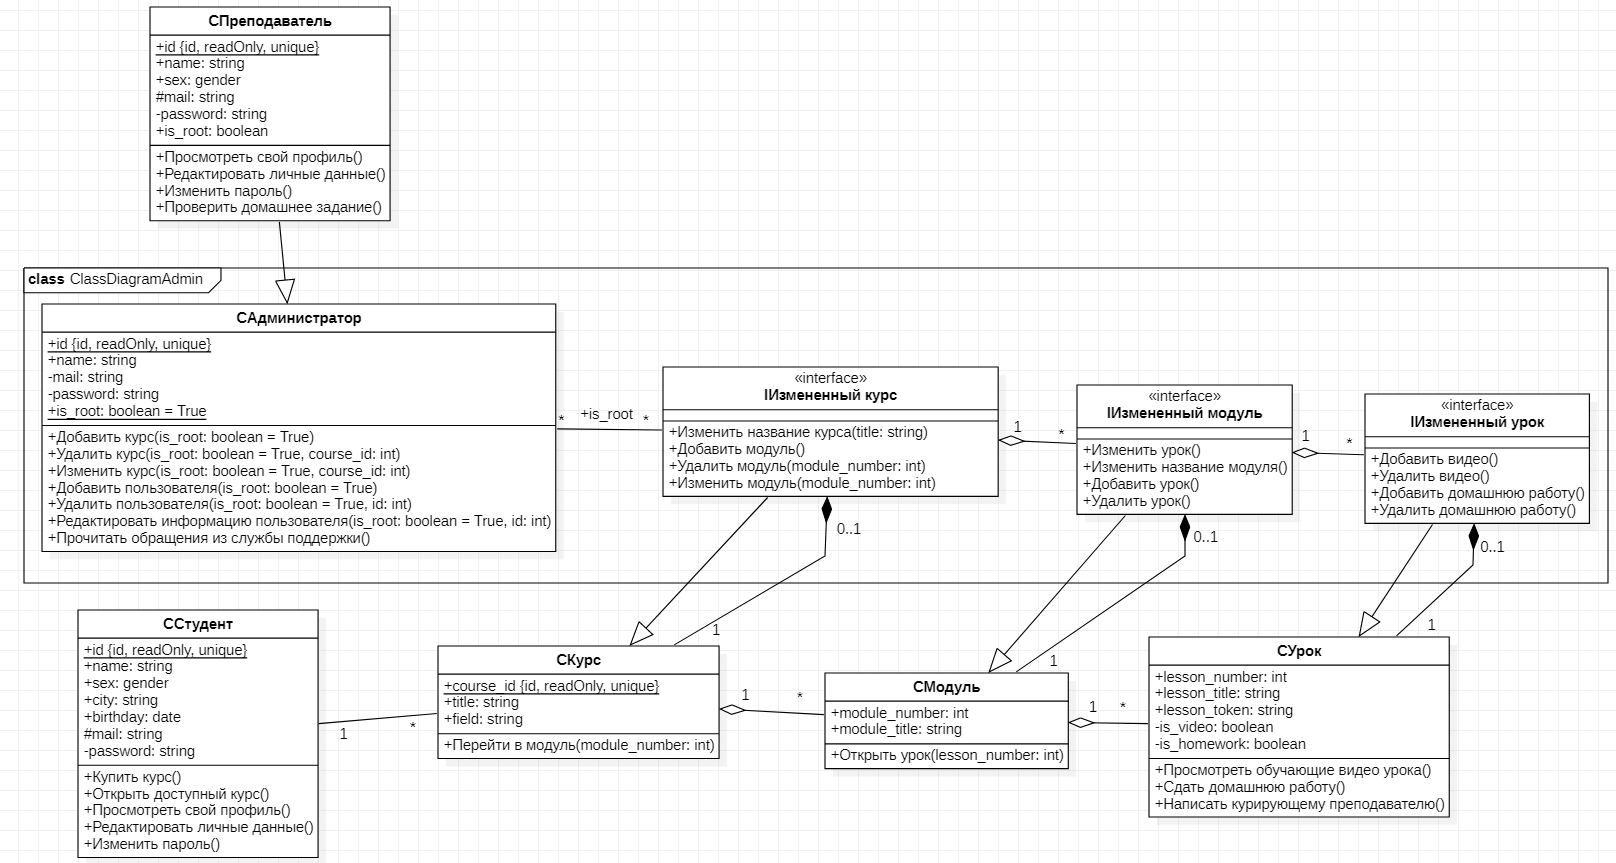 CПреподаватель
+id {id, readOnly, unique}
+name: string
+sex: gender
#mail: string
-password: string
+is_root: boolean
+Просмотреть свой профиль()
+Редактировать личные данные()
+Изменить пароль()
+Проверить домашнее задание()
class ClassDiagramAdmin
CАдминистратор
+id {id, readOnly, unique}
+name: string
-mail: string
-password: string
+is_root: boolean = True
+Добавить курс(is_root: boolean = True)
+Удалить курс(is_root: boolean = True, course_id: int)
+Изменить курс(is_root: boolean = True, course_id: int)
+Добавить пользователя(is_root: boolean = True)
+Удалить пользователя(is_root: boolean = True, id: int)
+Редактировать информацию пользователя(is_root: boolean = True, id: int)
+Прочитать обращения из службы поддержки()
* +is_root *
«interface»
IИзмененный курс
+Изменить название курса(title: string)
+Добавить модуль()
+Удалить модуль(module_number: int)
+Изменить модуль(module_number: int)
1 *
«interface»
IИзмененный модуль
+Изменить урок()
+Изменить название модуля()
+Добавить урок()
+Удалить урок()
1 *
«interface»
IИзмененный урок
+Добавить видео()
+Удалить видео()
+Добавить домашнюю работу()
+Удалить домашнюю работу()
0..1
0..1
0..1
1
1
1
CСтудент
+id {id, readOnly, unique}
+name: string
+sex: gender
+city: string
+birthday: date
#mail: string
-password: string
+Купить курс()
+Открыть доступный курс()
+Просмотреть свой профиль()
+Редактировать личные данные()
+Изменить пароль()
1 *
CКурс
+course_id {id, readOnly, unique}
+title: string
+field: string
+Перейти в модуль(module_number: int)
1 *
CМодуль
+module_number: int
+module_title: string
+Открыть урок(lesson_number: int)
1 *
CУрок
+lesson_number: int
+lesson_title: string
+lesson_token: string
-is_video: boolean
-is_homework: boolean
+Просмотреть обучающие видео урока()
+Сдать домашнюю работу()
+Написать курирующему преподавателю()